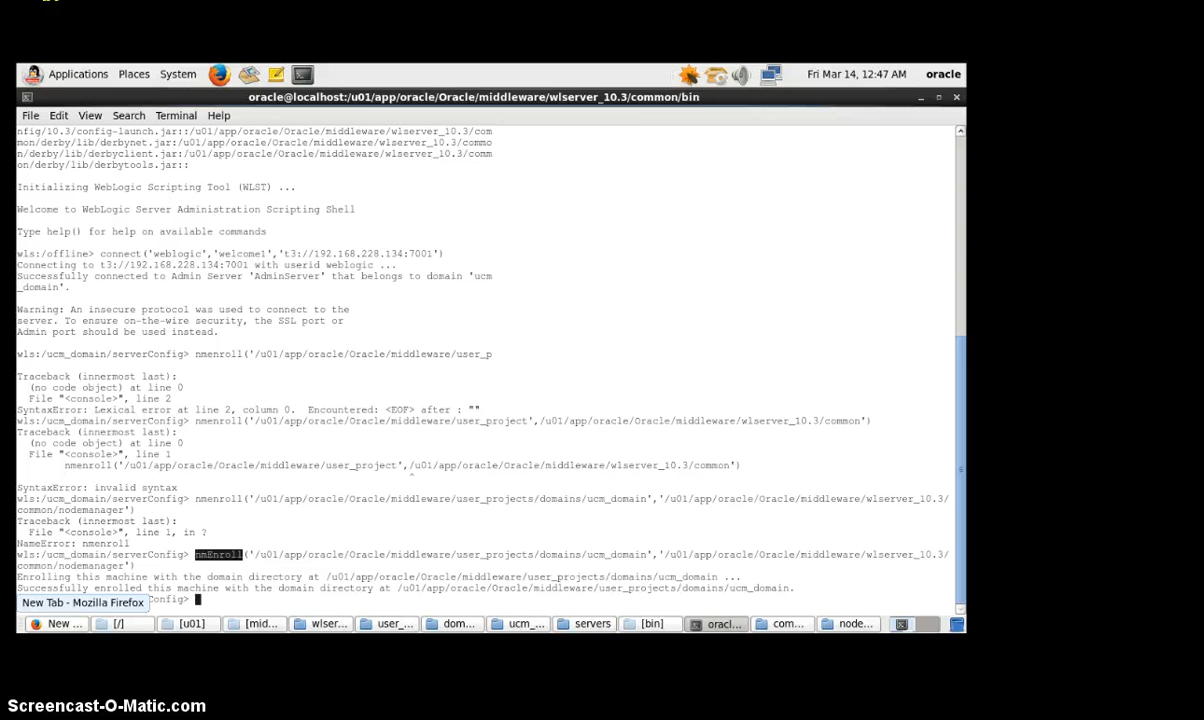 Applications Places System Fri Mar 14, 12:47 AM oracle
oracle@localhost:/u01/app/oracle/Oracle/middleware/wlserver_10.3/common/bin
File Edit View Search Terminal Help
nfig/10.3/config-launch.jar::/u01/app/oracle/Oracle/middleware/wlserver_10.3/com
mon/derby/lib/derbynet.jar:/u01/app/oracle/Oracle/middleware/wlserver_10.3/commo
n/derby/lib/derbyclient.jar:/u01/app/oracle/Oracle/middleware/wlserver_10.3/comm
on/derby/lib/derbytools.jar::
Initializing WebLogic Scripting Tool (WLST) ...
Welcome to WebLogic Server Administration Scripting Shell
Type help() for help on available commands
wls:/offline> connect('weblogic','welcome1','t3://192.168.228.134:7001')
Connecting to t3://192.168.228.134:7001 with userid weblogic ...
Successfully connected to Admin Server 'AdminServer' that belongs to domain 'ucm
_domain'.
Warning: An insecure protocol was used to connect to the
server. To ensure on-the-wire security, the SSL port or
Admin port should be used instead.
wls:/ucm_domain/serverConfig> nmenroll('/u01/app/oracle/Oracle/middleware/user_p
Traceback (innermost last):
(no code object) at line 0
File "<console>", line 2
SyntaxError: Lexical error at line 2, column 0. Encountered: <EOF> after : ""
wls:/ucm_domain/serverConfig> nmenroll('/u01/app/oracle/Oracle/middleware/user_project',/u01/app/oracle/Oracle/middleware/wlserver_10.3/common')
Traceback (innermost last):
(no code object) at line 0
File "<console>", line 1
nmenroll('/u01/app/oracle/Oracle/middleware/user_project',/u01/app/oracle/Oracle/middleware/wlserver_10.3/common')
^
SyntaxError: invalid syntax
wls:/ucm_domain/serverConfig> nmenroll('/u01/app/oracle/Oracle/middleware/user_projects/domains/ucm_domain','/u01/app/oracle/Oracle/middleware/wlserver_10.3/
common/nodemanager')
Traceback (innermost last):
File "<console>", line 1, in ?
NameError: nmenroll
wls:/ucm_domain/serverConfig> nmEnroll('/u01/app/oracle/Oracle/middleware/user_projects/domains/ucm_domain','/u01/app/oracle/Oracle/middleware/wlserver_10.3/
common/nodemanager')
Enrolling this machine with the domain directory at /u01/app/oracle/Oracle/middleware/user_projects/domains/ucm_domain ...
Successfully enrolled this machine with the domain directory at /u01/app/oracle/Oracle/middleware/user_projects/domains/ucm_domain.
New Tab - Mozilla Firefox Config>
New ... [/] [u01] [mid... wlser... user_... dom... ucm_... servers [bin] oracl... com... node...
Screencast-O-Matic.com